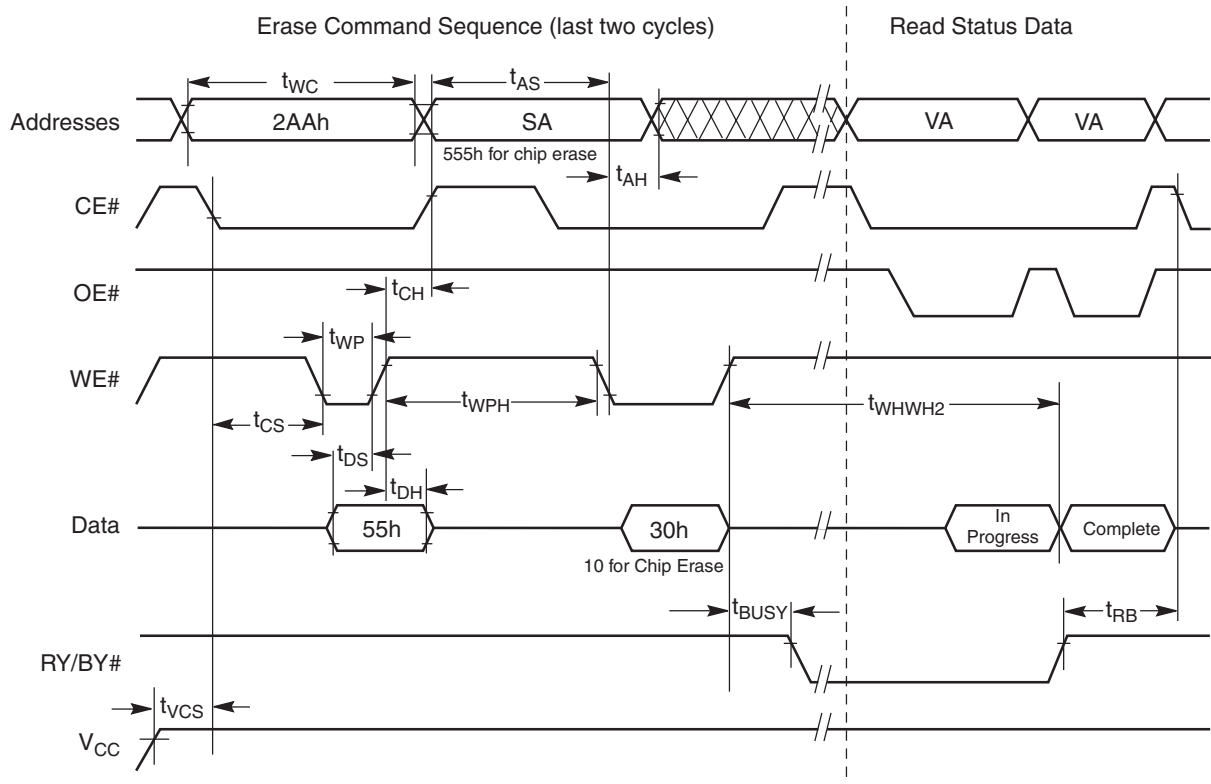 Erase Command Sequence (last two cycles)
Read Status Data
tWC
tAS
Addresses
2AAh
SA
VA
VA
555h for chip erase
tAH
CE#
OE#
tCH
tWP
WE#
tWPH
tWHWH2
tCS
tDS
tDH
Data
55h
30h
In
Progress
Complete
10 for Chip Erase
tBUSY
tRB
RY/BY#
tVCS
VCC